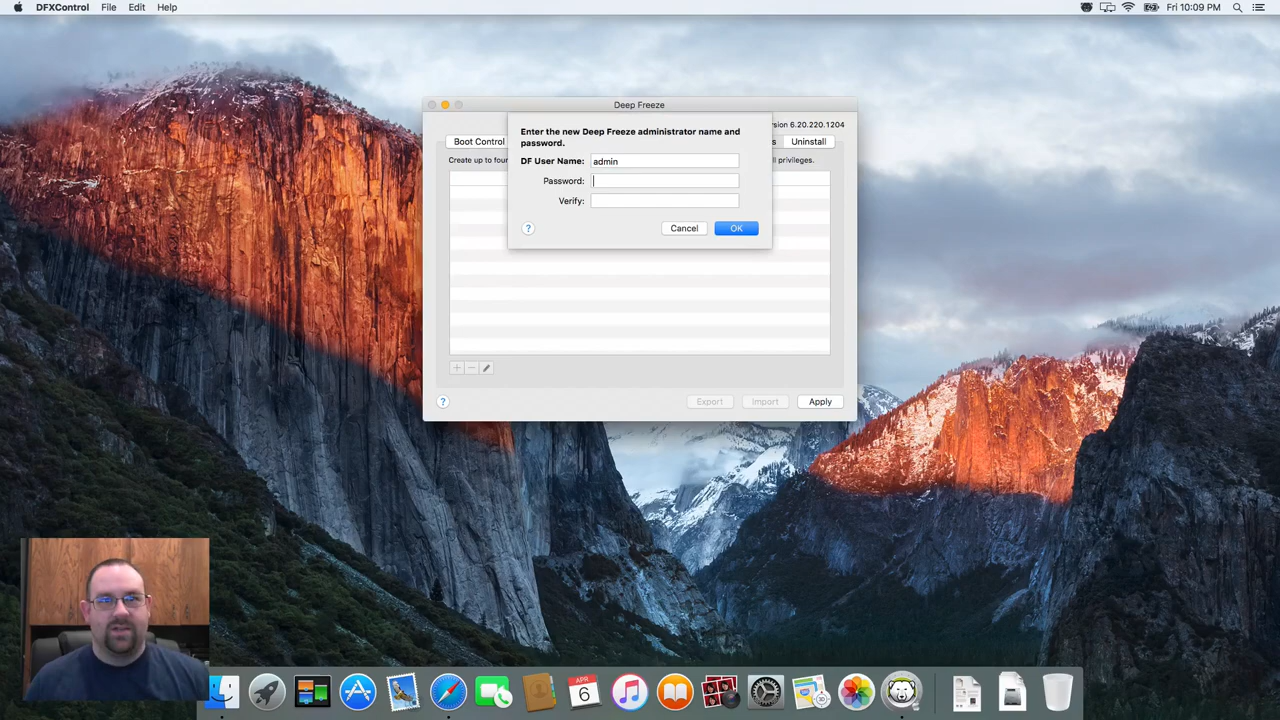 DFXControl File Edit Help Fri 10:09 PM
Deep Freeze
rsion 6.20.220.1204
Boot Control s Uninstall
Create up to four ll privileges.
Enter the new Deep Freeze administrator name and
password.
DF User Name: admin
Password:
Verify:
? Cancel OK
+ −
? Export Import Apply
APR
6
30